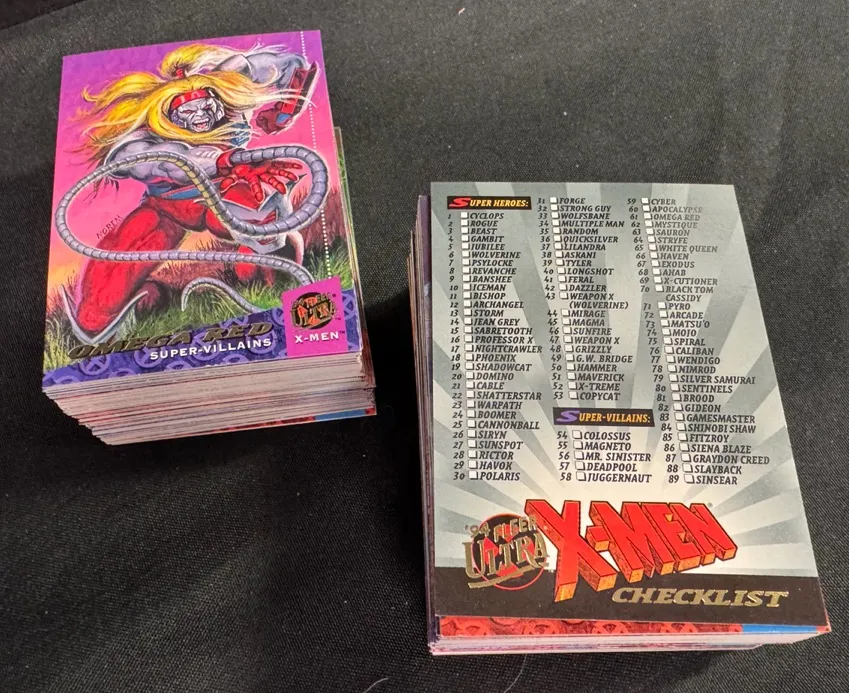 NOREM
OMEGA RED
SUPER-VILLAINS
'94 FLEER
ULTRA
X-MEN™
SUPER HEROES:
1 CYCLOPS
2 ROGUE
3 BEAST
4 GAMBIT
5 JUBILEE
6 WOLVERINE
7 PSYLOCKE
8 REVANCHE
9 BANSHEE
10 ICEMAN
11 BISHOP
12 ARCHANGEL
13 STORM
14 JEAN GREY
15 SABRETOOTH
16 PROFESSOR X
17 NIGHTCRAWLER
18 PHOENIX
19 SHADOWCAT
20 DOMINO
21 CABLE
22 SHATTERSTAR
23 WARPATH
24 BOOMER
25 CANNONBALL
26 SIRYN
27 SUNSPOT
28 RICTOR
29 HAVOK
30 POLARIS
31 FORGE
32 STRONG GUY
33 WOLFSBANE
34 MULTIPLE MAN
35 RANDOM
36 QUICKSILVER
37 LILANDRA
38 ASKANI
39 TYLER
40 LONGSHOT
41 FERAL
42 DAZZLER
43 WEAPON X
(WOLVERINE)
44 MIRAGE
45 MAGMA
46 SUNFIRE
47 WEAPON X
48 GRIZZLY
49 G.W. BRIDGE
50 HAMMER
51 MAVERICK
52 X-TREME
53 COPYCAT
SUPER-VILLAINS:
54 COLOSSUS
55 MAGNETO
56 MR. SINISTER
57 DEADPOOL
58 JUGGERNAUT
59 CYBER
60 APOCALYPSE
61 OMEGA RED
62 MYSTIQUE
63 SAURON
64 STRYFE
65 WHITE QUEEN
66 HAVEN
67 EXODUS
68 AHAB
69 X-CUTIONER
70 BLACK TOM
CASSIDY
71 PYRO
72 ARCADE
73 MATSU'O
74 MOJO
75 SPIRAL
76 CALIBAN
77 WENDIGO
78 NIMROD
79 SILVER SAMURAI
80 SENTINELS
81 BROOD
82 GIDEON
83 GAMESMASTER
84 SHINOBI SHAW
85 FITZROY
86 SIENA BLAZE
87 GRAYDON CREED
88 SLAYBACK
89 SINSEAR
'94 FLEER
ULTRA
X-MEN®
CHECKLIST